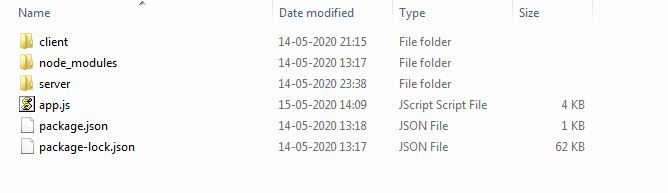 Name Date modified Type Size
client 14-05-2020 21:15 File folder
node_modules 14-05-2020 13:17 File folder
server 14-05-2020 23:38 File folder
app.js 15-05-2020 14:09 JScript Script File 4 KB
package.json 14-05-2020 13:18 JSON File 1 KB
package-lock.json 14-05-2020 13:17 JSON File 62 KB